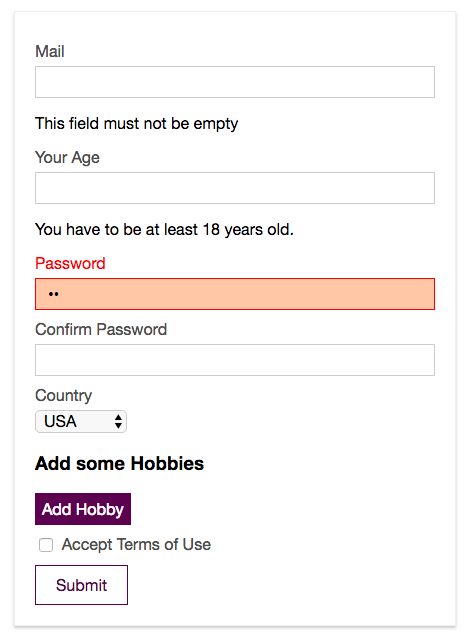 Mail
This field must not be empty
Your Age
You have to be at least 18 years old.
Password
••
Confirm Password
Country
USA
Add some Hobbies
Add Hobby
Accept Terms of Use
Submit